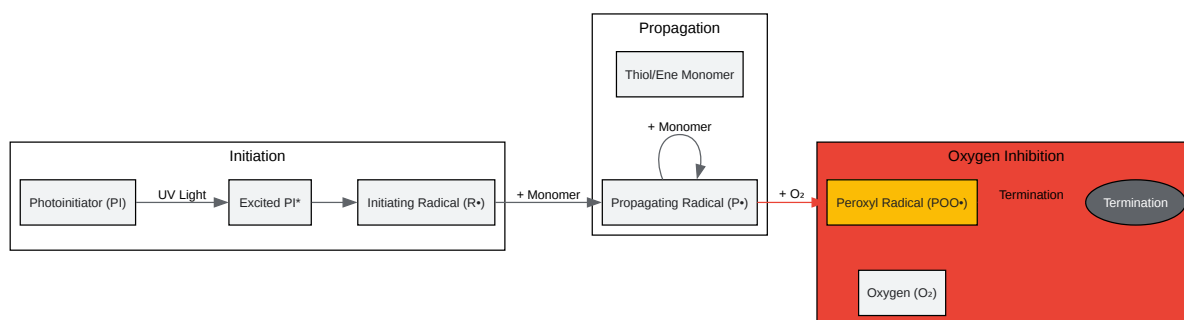 Propagation
Thiol/Ene Monomer
+ Monomer
Initiation
Oxygen Inhibition
Photoinitiator (PI)
UV Light
Excited PI*
Initiating Radical (R•)
+ Monomer
Propagating Radical (P•)
+ O₂
Peroxyl Radical (POO•)
Termination
Termination
Oxygen (O₂)